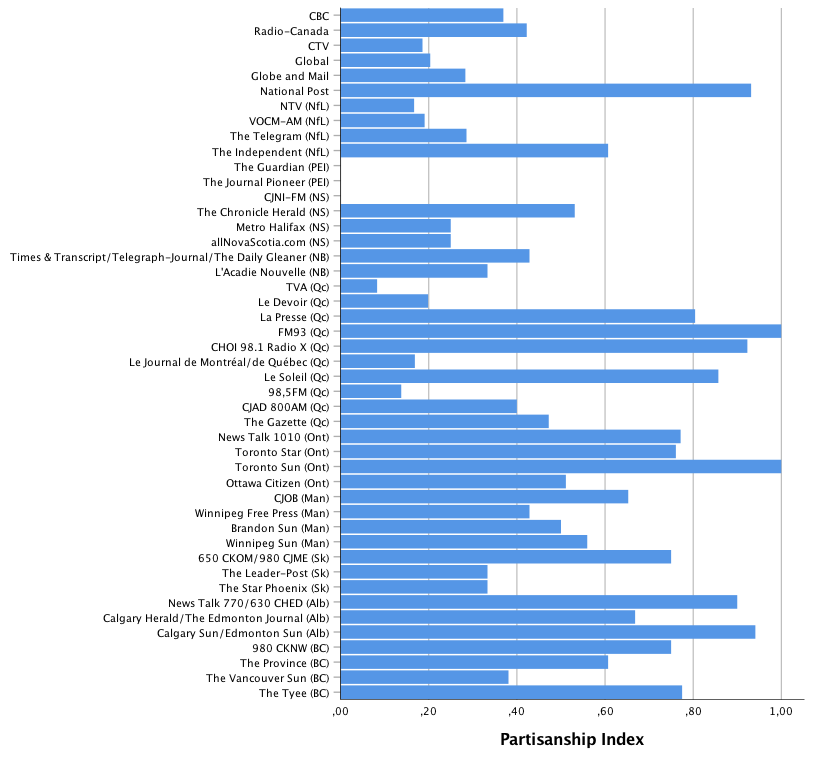 CBC
Radio-Canada
CTV
Global
Globe and Mail
National Post
NTV (NfL)
VOCM-AM (NfL)
The Telegram (NfL)
The Independent (NfL)
The Guardian (PEI)
The Journal Pioneer (PEI)
CJNI-FM (NS)
The Chronicle Herald (NS)
Metro Halifax (NS)
allNovaScotia.com (NS)
Times & Transcript/Telegraph-Journal/The Daily Gleaner (NB)
L'Acadie Nouvelle (NB)
TVA (Qc)
Le Devoir (Qc)
La Presse (Qc)
FM93 (Qc)
CHOI 98.1 Radio X (Qc)
Le Journal de Montréal/de Québec (Qc)
Le Soleil (Qc)
98,5FM (Qc)
CJAD 800AM (Qc)
The Gazette (Qc)
News Talk 1010 (Ont)
Toronto Star (Ont)
Toronto Sun (Ont)
Ottawa Citizen (Ont)
CJOB (Man)
Winnipeg Free Press (Man)
Brandon Sun (Man)
Winnipeg Sun (Man)
650 CKOM/980 CJME (Sk)
The Leader-Post (Sk)
The Star Phoenix (Sk)
News Talk 770/630 CHED (Alb)
Calgary Herald/The Edmonton Journal (Alb)
Calgary Sun/Edmonton Sun (Alb)
980 CKNW (BC)
The Province (BC)
The Vancouver Sun (BC)
The Tyee (BC)
,00 ,20 ,40 ,60 ,80 1,00
Partisanship Index